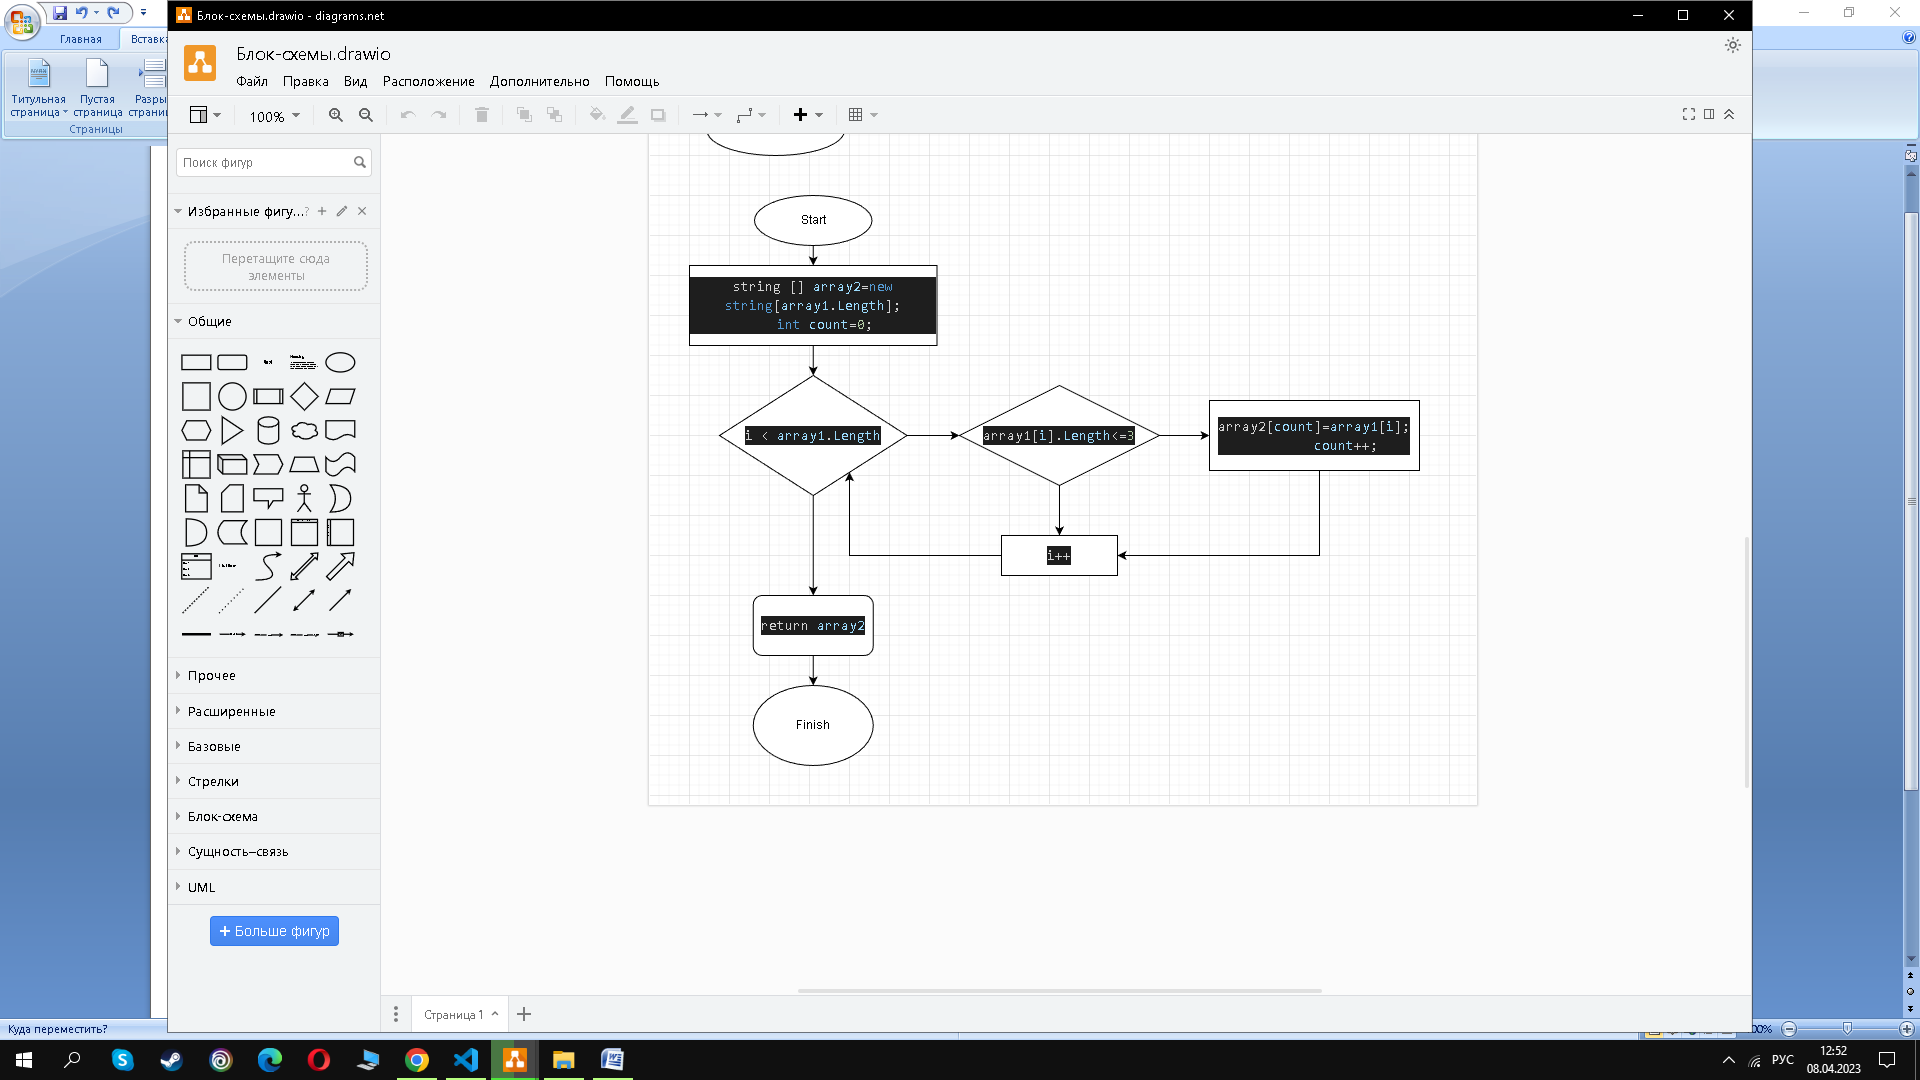 Блок-схемы.drawio - diagrams.net
Главная
Вставка
Титульная страница
Пустая страница
Разры
страни
Страницы
Блок-схемы.drawio
Файл Правка Вид Расположение Дополнительно Помощь
100%
Поиск фигур
Избранные фигу...?
Перетащите сюда
элементы
Общие
Прочее
Расширенные
Базовые
Стрелки
Блок-схема
Сущность–связь
UML
+ Больше фигур
Start
string [] array2=new
string[array1.Length];
int count=0;
i < array1.Length
array1[i].Length<=3
array2[count]=array1[i];
count++;
i++
return array2
Finish
Страница 1
Куда переместить?
00%
РУС
12:52
08.04.2023